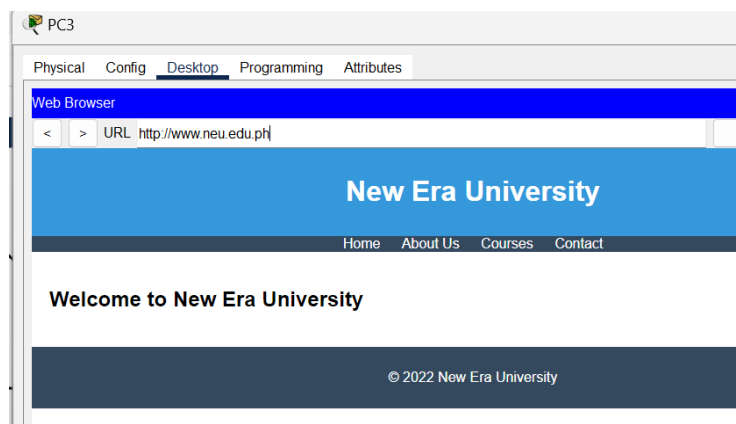 PC3
Physical Config Desktop Programming Attributes
Web Browser
< > URL http://www.neu.edu.ph
New Era University
Home About Us Courses Contact
Welcome to New Era University
© 2022 New Era University